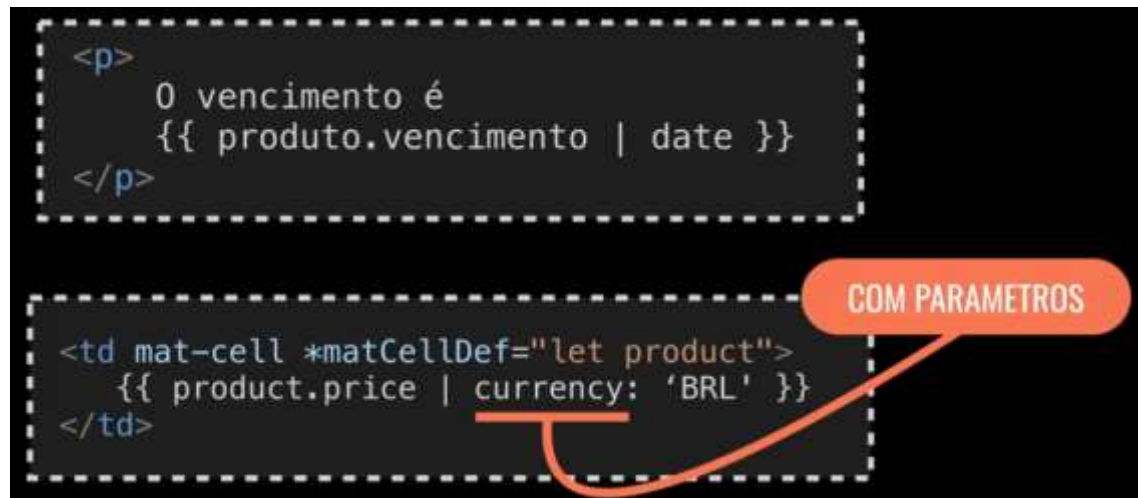 <p>
O vencimento é
{{ produto.vencimento | date }}
</p>
COM PARAMETROS
<td mat-cell *matCellDef="let product">
{{ product.price | currency: ‘BRL' }}
</td>